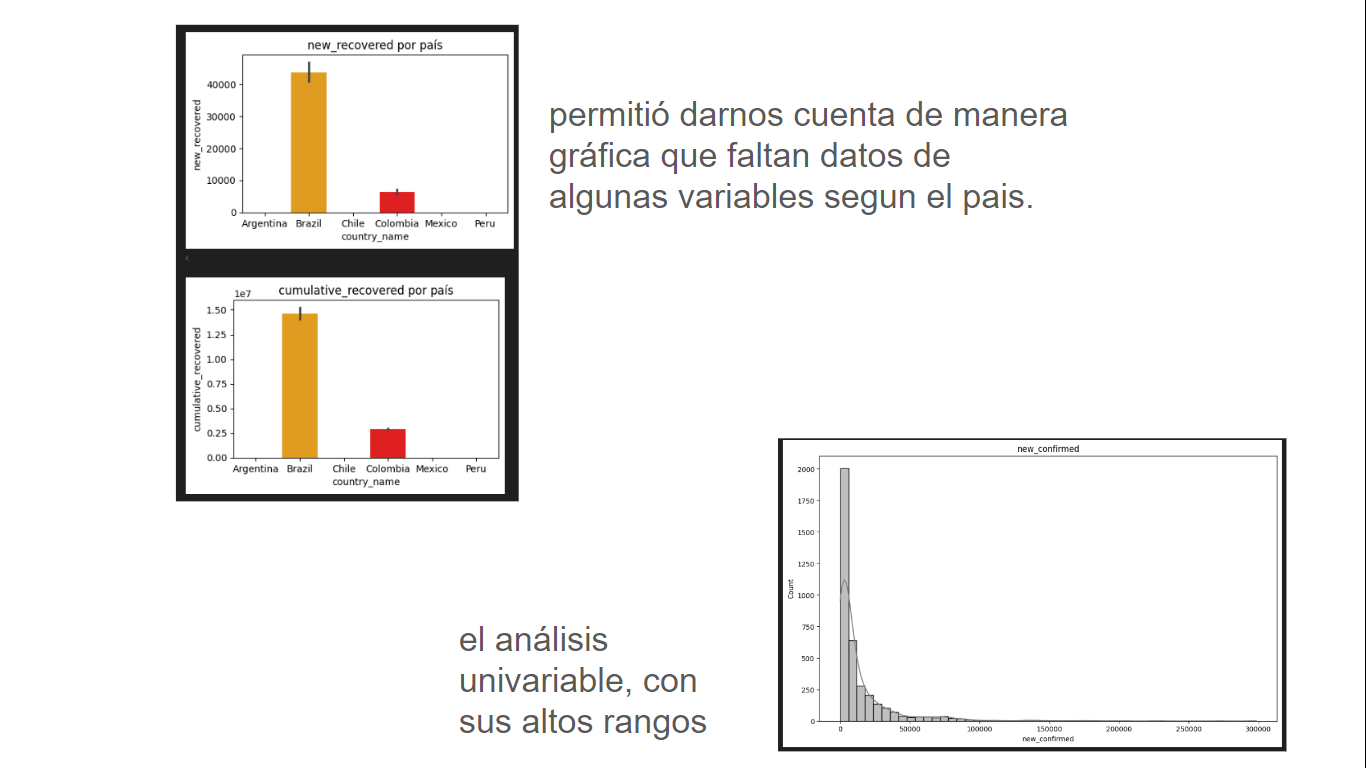 new_recovered por país
new_recovered
40000
30000
20000
10000
0
Argentina Brazil Chile Colombia Mexico Peru
country_name
permitió darnos cuenta de manera
gráfica que faltan datos de
algunas variables segun el pais.
cumulative_recovered por país
1e7
cumulative_recovered
1.50
1.25
1.00
0.75
0.50
0.25
0.00
Argentina Brazil Chile Colombia Mexico Peru
country_name
new_confirmed
Count
2000
1750
1500
1250
1000
750
500
250
0
0 50000 100000 150000 200000 250000 300000
new_confirmed
el análisis
univariable, con
sus altos rangos